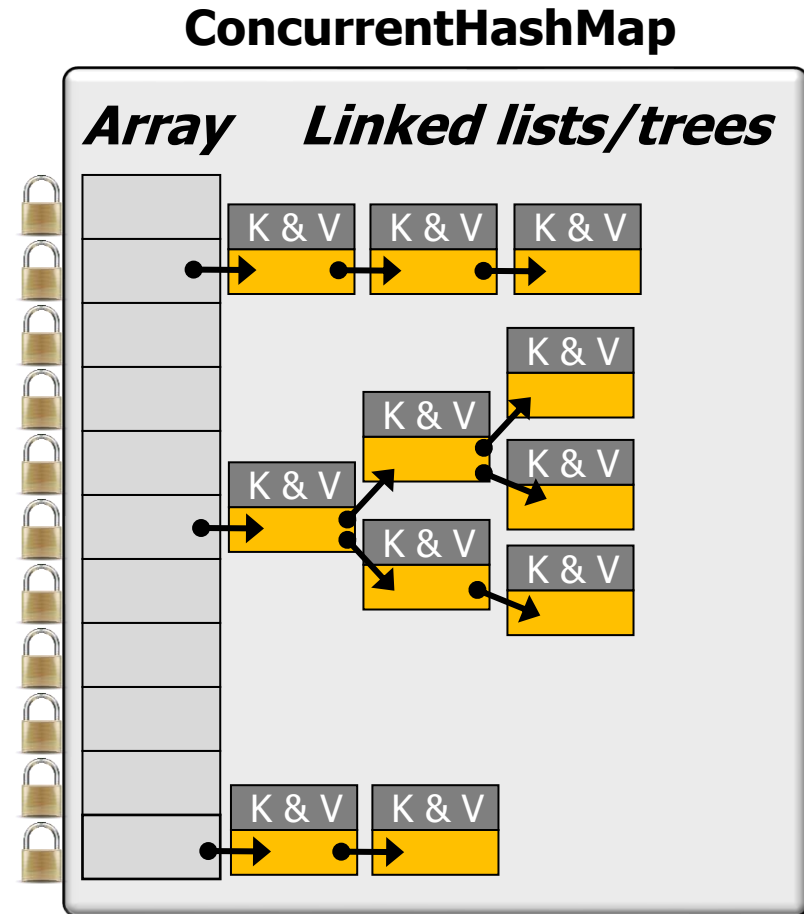 ConcurrentHashMap
Array Linked lists/trees
K & V K & V K & V
K & V
K & V
K & V
K & V
K & V
K & V
K & V K & V